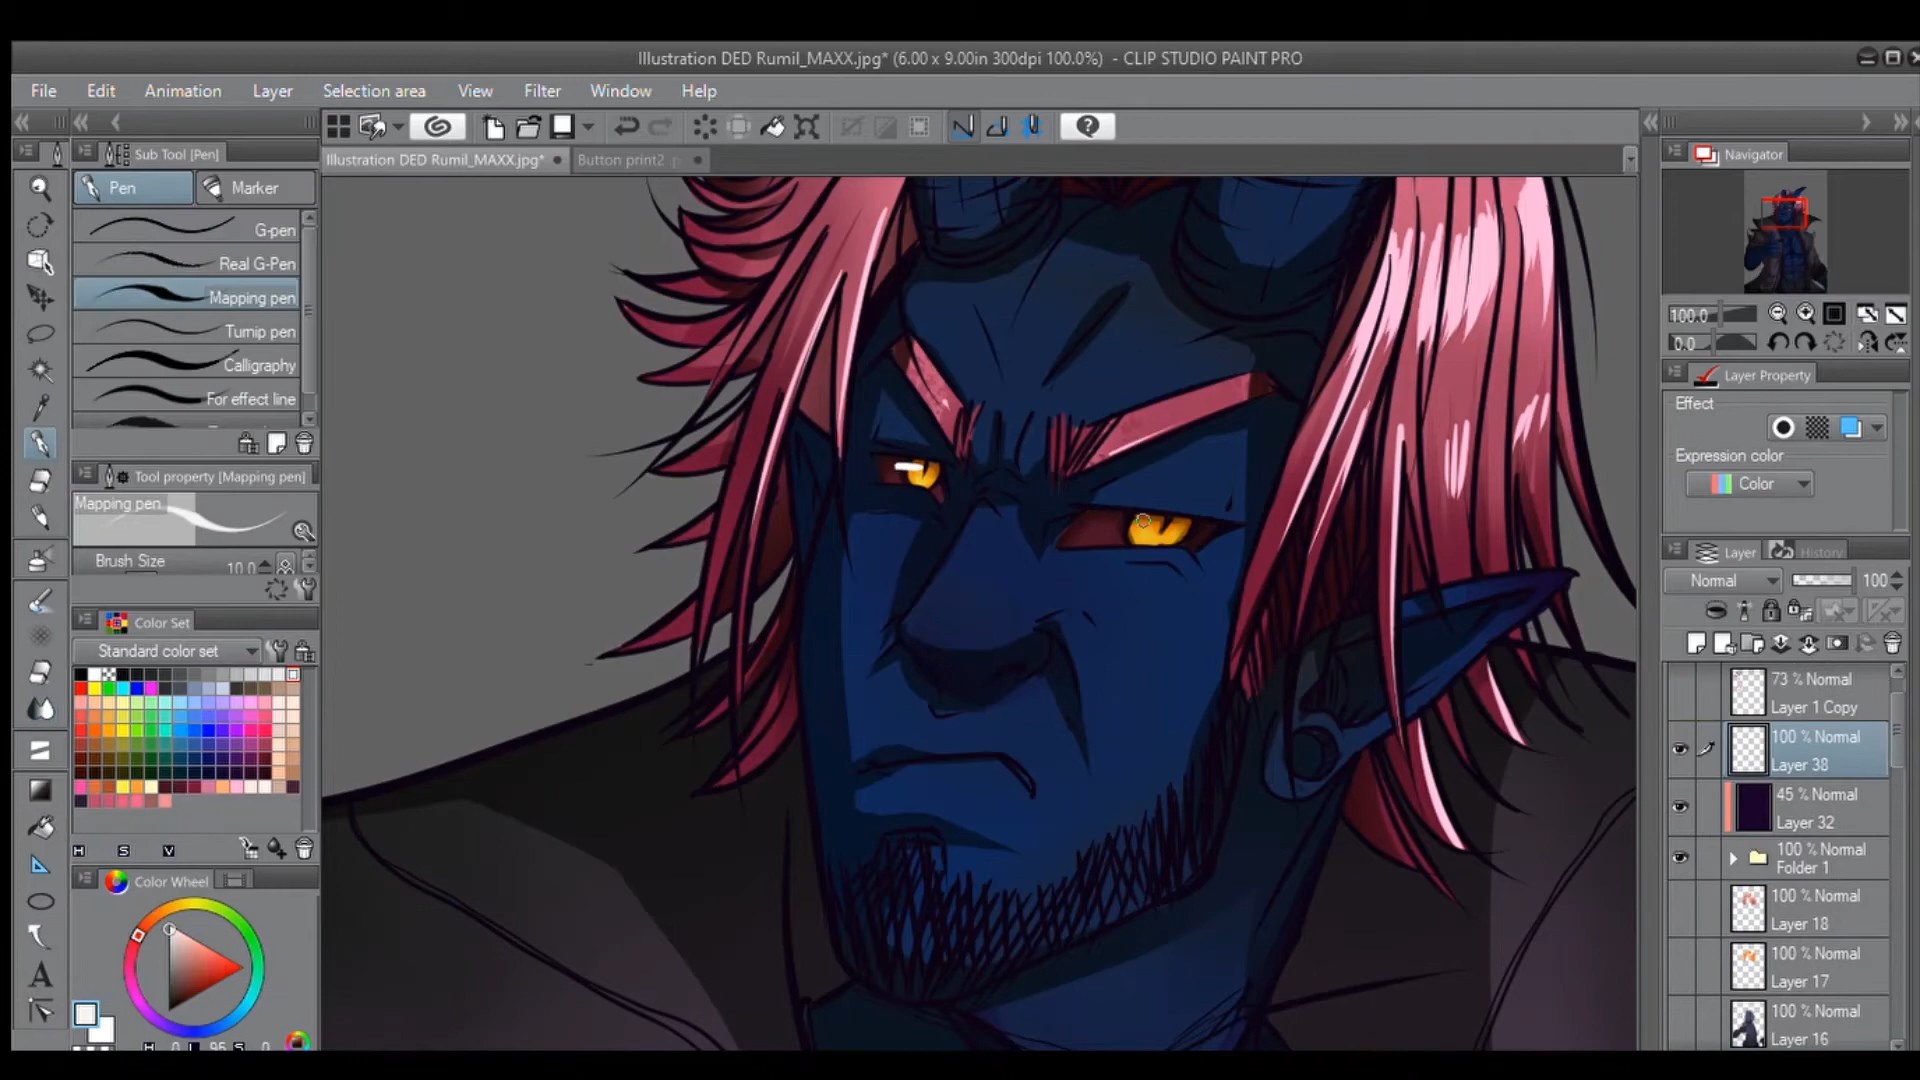 Illustration DED Rumil_MAXX.jpg* (6.00 x 9.00in 300dpi 100.0%) - CLIP STUDIO PAINT PRO
File Edit Animation Layer Selection area View Filter Window Help
Illustration DED Rumil_MAXX.jpg* Button print2
Sub Tool [Pen]
Pen Marker
G-pen
Real G-Pen
Mapping pen
Turnip pen
Calligraphy
For effect line
Tool property [Mapping pen]
Mapping pen
Brush Size 10.0
Color Set
Standard color set
H S V
Color Wheel
H 0 L 95 S 0
Navigator
100.0
0.0
Layer Property
Effect
Expression color
Color
Layer History
Normal 100
73 % Normal
Layer 1 Copy
100 % Normal
Layer 38
45 % Normal
Layer 32
100 % Normal
Folder 1
100 % Normal
Layer 18
100 % Normal
Layer 17
100 % Normal
Layer 16